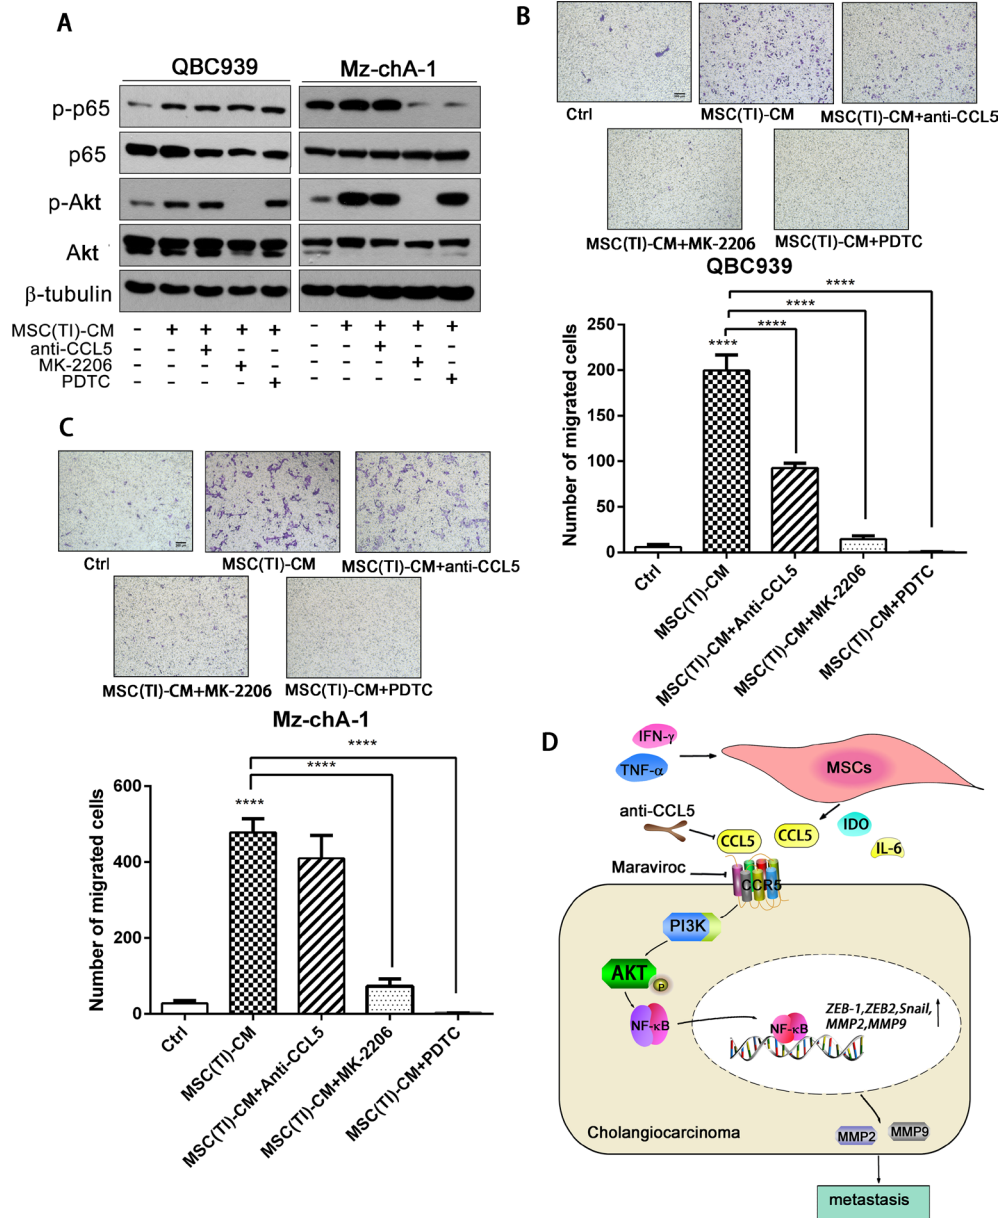 A
QBC939
Mz-chA-1
p-p65
p65
p-Akt
Akt
β-tubulin
MSC(TI)-CM - + + + + - + + + +
anti-CCL5 - - + - - - - + - -
MK-2206 - - - + - - - - + -
PDTC - - - - + - - - - +
B
Ctrl
MSC(TI)-CM
MSC(TI)-CM+anti-CCL5
MSC(TI)-CM+MK-2206
MSC(TI)-CM+PDTC
QBC939
****
****
****
****
Number of migrated cells
250
200
150
100
50
0
Ctrl
MSC(TI)-CM
MSC(TI)-CM+Anti-CCL5
MSC(TI)-CM+MK-2206
MSC(TI)-CM+PDTC
C
Ctrl
MSC(TI)-CM
MSC(TI)-CM+anti-CCL5
MSC(TI)-CM+MK-2206
MSC(TI)-CM+PDTC
Mz-chA-1
****
****
****
Number of migrated cells
600
400
200
0
Ctrl
MSC(TI)-CM
MSC(TI)-CM+Anti-CCL5
MSC(TI)-CM+MK-2206
MSC(TI)-CM+PDTC
D
IFN-γ
TNF-α
MSCs
anti-CCL5
CCL5
CCL5
IDO
IL-6
Maraviroc
CCR5
PI3K
AKT
P
NF-κB
NF-κB
ZEB-1,ZEB2,Snail,
MMP2,MMP9
Cholangiocarcinoma
MMP2
MMP9
metastasis